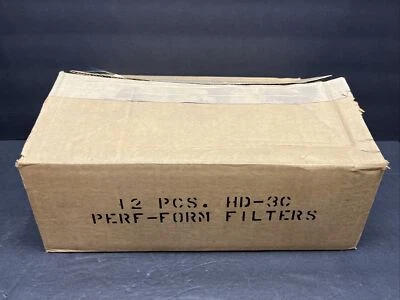 12 PCS. HD-3C
PERF-FORM FILTERS